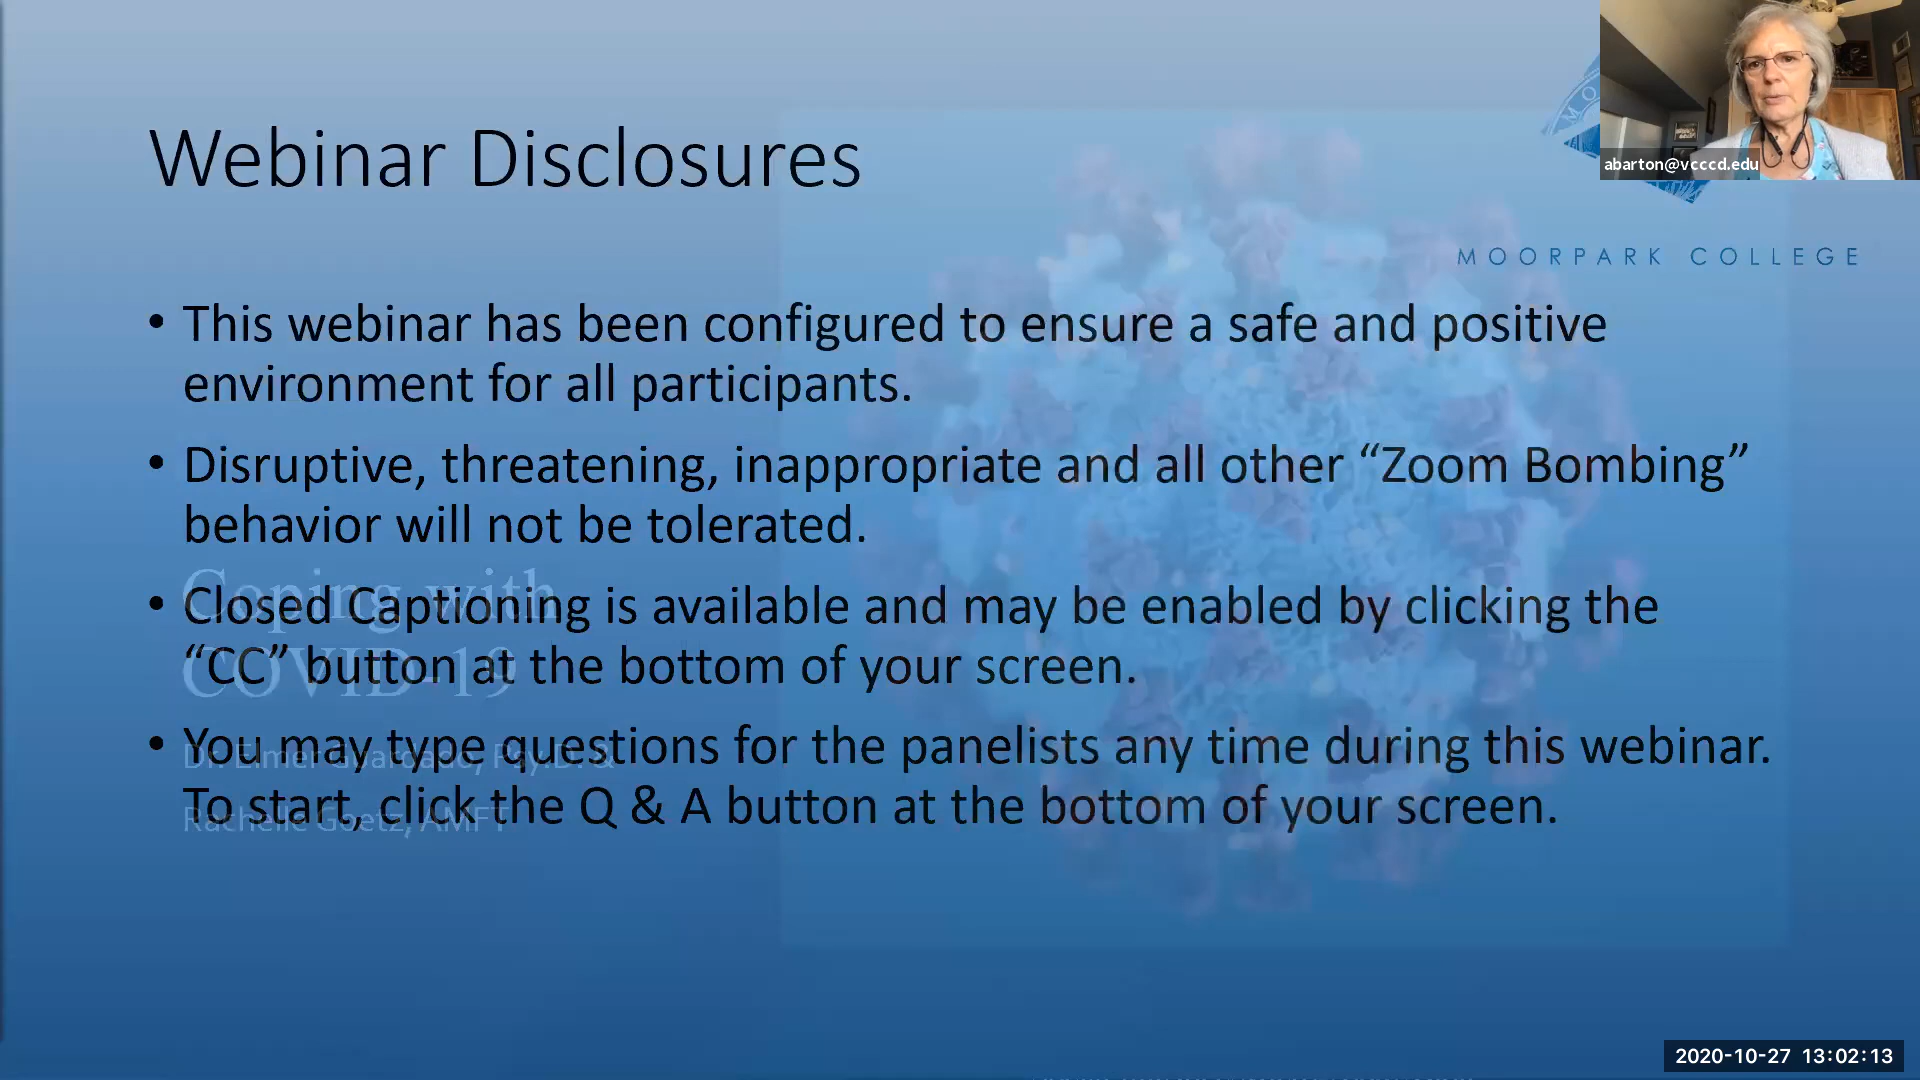 Webinar Disclosures
abarton@vcccd.edu
MOORPARK COLLEGE
• This webinar has been configured to ensure a safe and positive
environment for all participants.
• Disruptive, threatening, inappropriate and all other “Zoom Bombing”
behavior will not be tolerated.
• Closed Captioning is available and may be enabled by clicking the
“CC” button at the bottom of your screen.
• You may type questions for the panelists any time during this webinar.
To start, click the Q & A button at the bottom of your screen.
Coping with
COVID-19
Dr. Elmer Guardado, Psy.D. &
Rachelle Goetz, AMFT
2020-10-27 13:02:13